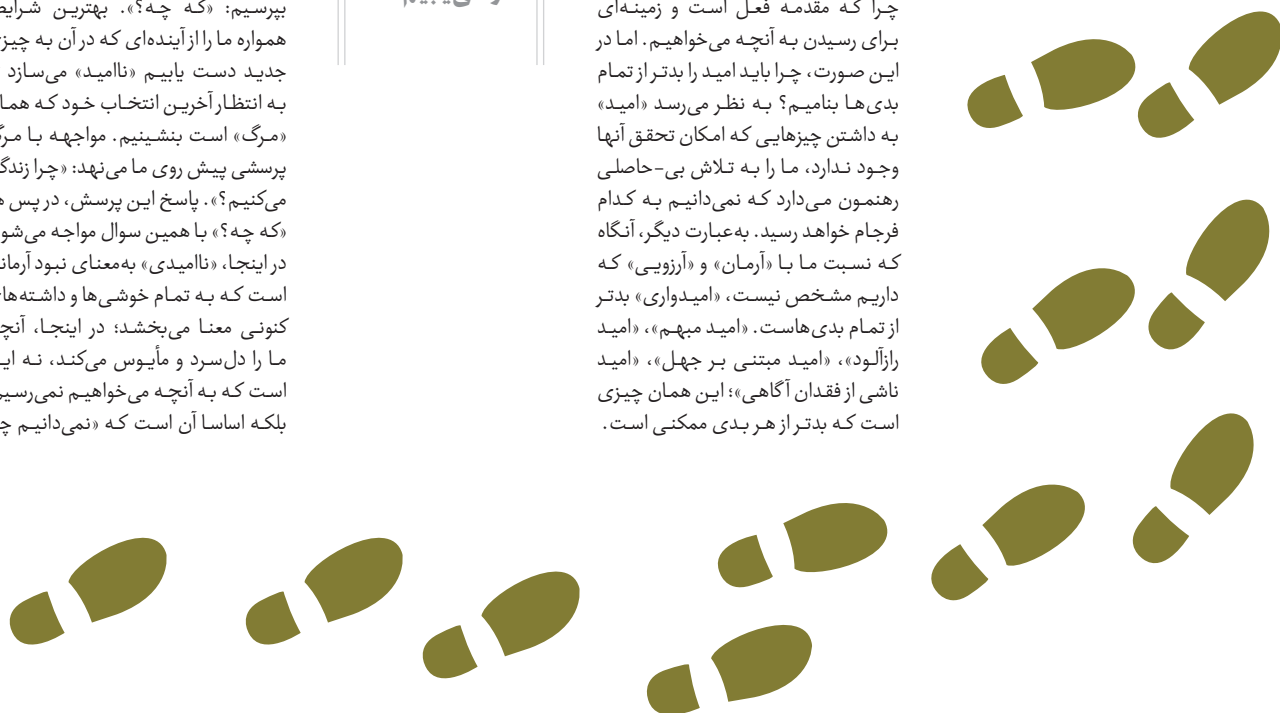 چرا که مقدمه فعل است و زمینه‌ای
برای رسیدن به آنچه می‌خواهیم. اما در
این صورت، چرا باید امید را بدتر از تمام
بدی‌ها بنامیم؟ به نظر می‌رسد «امید»
به داشتن چیزهایی که امکان تحقق آنها
وجود ندارد، ما را به تلاش بی-حاصلی
رهنمون می‌دارد که نمی‌دانیم به کدام
فرجام خواهد رسید. به‌عبارت دیگر، آنگاه
که نسبت ما با «آرمان» و «آرزویی» که
داریم مشخص نیست، «امیدواری» بدتر
از تمام بدی‌هاست. «امید مبهم»، «امید
رازآلود»، «امید مبتنی بر جهل»، «امید
ناشی از فقدان آگاهی»؛ این همان چیزی
است که بدتر از هر بدی ممکنی است.
بپرسیم: «که چه؟». بهترین
همواره ما را از آینده‌ای که در آن به
جدید دست یابیم «ناامید» می‌سازد
به انتظار آخرین انتخاب خود که
«مرگ» است بنشینیم. مواجهه با
پرسشی پیش روی ما می‌نهد: «چرا
می‌کنیم؟». پاسخ این پرسش، در پس
«که چه؟» با همین سوال مواجه
در اینجا، «ناامیدی» به‌معنای نبود
است که به تمام خوشی‌ها و
کنونی معنا می‌بخشد؛ در اینجا،
ما را دل‌سرد و مأیوس می‌کند، نه
است که به آنچه می‌خواهیم
بلکه اساسا آن است که «نمی‌دانیم